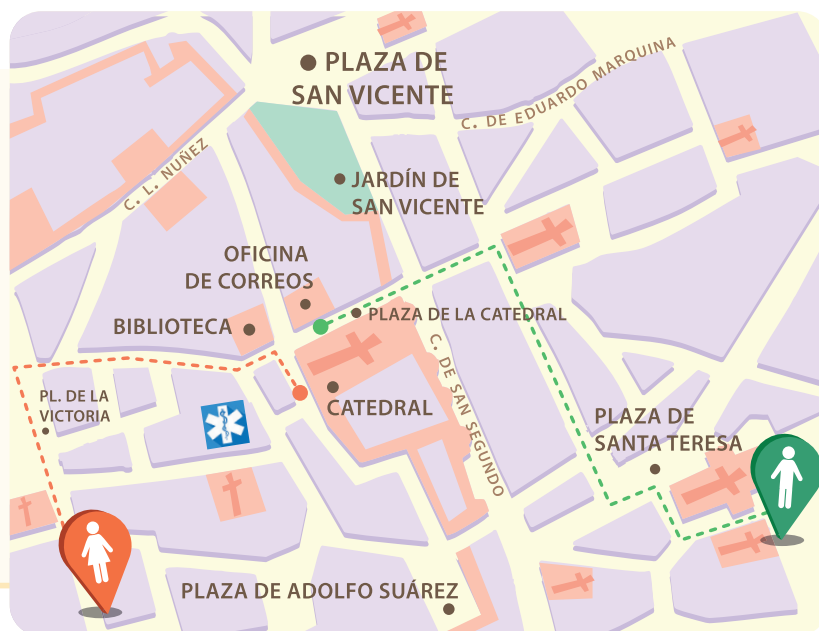 PLAZA DE
SAN VICENTE
C. DE EDUARDO MARQUINA
C. L. NUÑEZ
JARDÍN DE
SAN VICENTE
OFICINA
DE CORREOS
BIBLIOTECA
PLAZA DE LA CATEDRAL
C. DE SAN SEGUNDO
PL. DE LA
VICTORIA
CATEDRAL
PLAZA DE
SANTA TERESA
PLAZA DE ADOLFO SUÁREZ